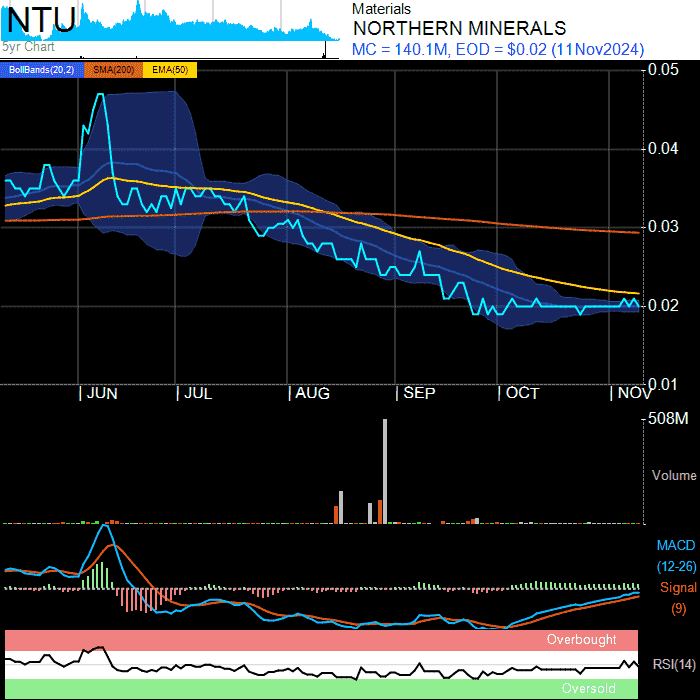 NTU
5yr Chart
Materials
NORTHERN MINERALS
MC = 140.1M, EOD = $0.02 (11Nov2024)
BollBands(20,2) SMA(200) EMA(50)
0.05
0.04
0.03
0.02
0.01
JUN JUL AUG SEP OCT NOV
508M
Volume
MACD
(12-26)
Signal
(9)
Overbought
RSI(14)
Oversold